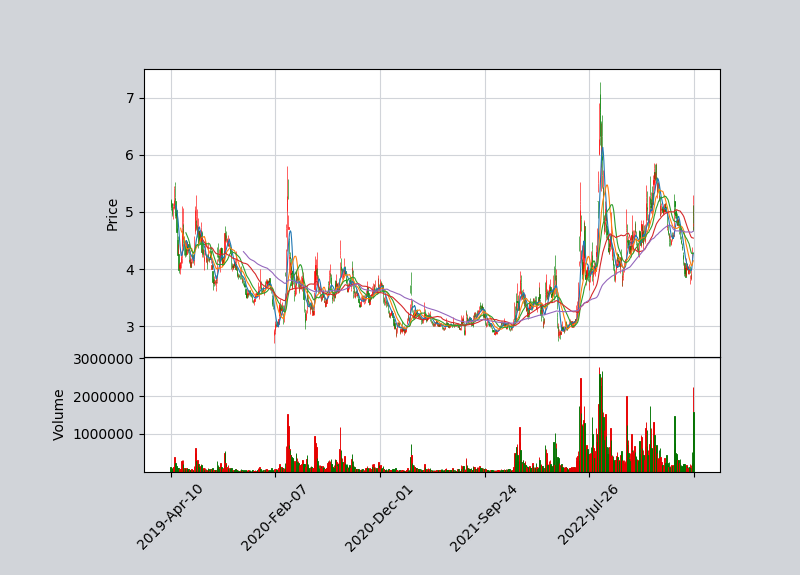 7
6
5
4
3
Price
3000000
2000000
1000000
Volume
2019-Apr-10
2020-Feb-07
2020-Dec-01
2021-Sep-24
2022-Jul-26